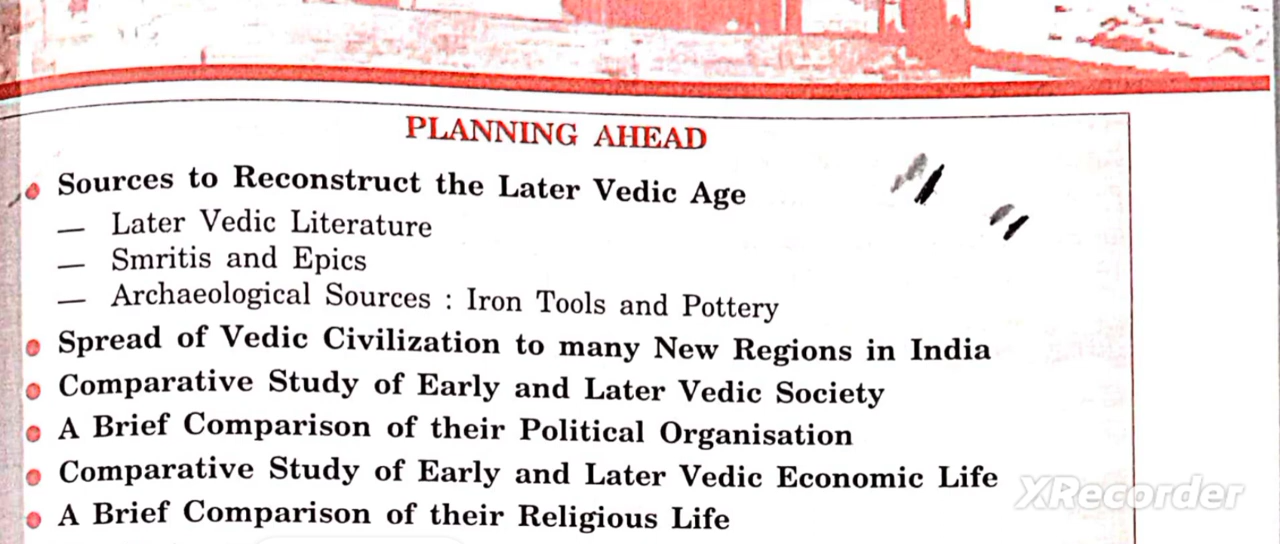 PLANNING AHEAD
Sources to Reconstruct the Later Vedic Age
— Later Vedic Literature
— Smritis and Epics
— Archaeological Sources : Iron Tools and Pottery
Spread of Vedic Civilization to many New Regions in India
Comparative Study of Early and Later Vedic Society
A Brief Comparison of their Political Organisation
Comparative Study of Early and Later Vedic Economic Life
A Brief Comparison of their Religious Life
XRecorder